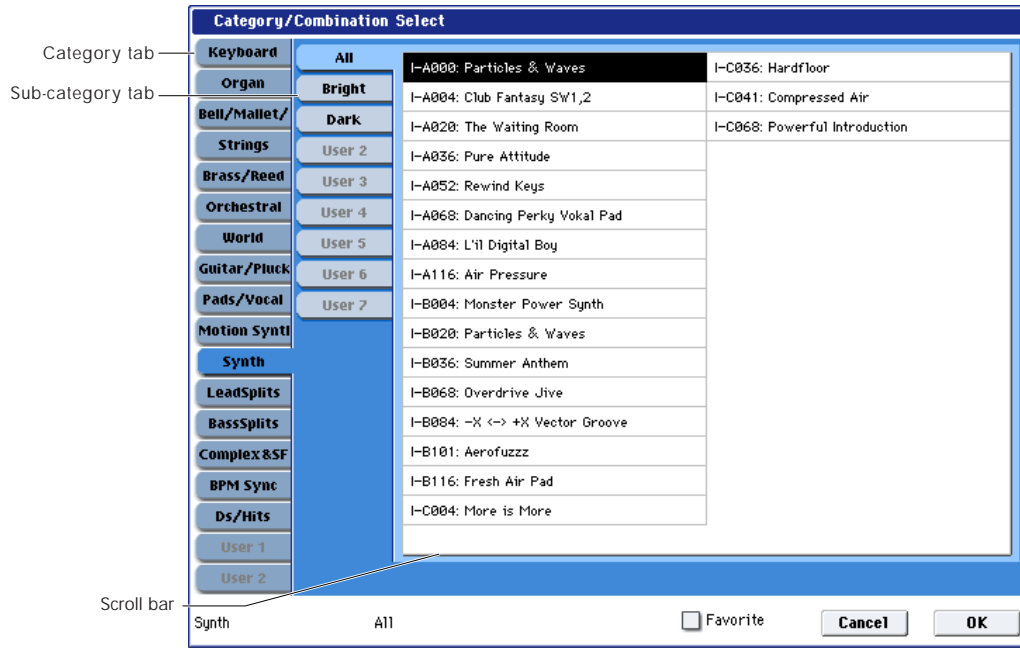 Category/Combination Select
Category tab
Sub-category tab
Scroll bar
Keyboard
Organ
Bell/Mallet/
Strings
Brass/Reed
Orchestral
World
Guitar/Pluck
Pads/Vocal
Motion Synth
Synth
LeadSplits
BassSplits
Complex&SF
BPM Sync
Ds/Hits
User 1
User 2
All
Bright
Dark
User 2
User 3
User 4
User 5
User 6
User 7
I-A000: Particles & Waves
I-A004: Club Fantasy SW1,2
I-A020: The Waiting Room
I-A036: Pure Attitude
I-A052: Rewind Keys
I-A068: Dancing Perky Vokal Pad
I-A084: L'il Digital Boy
I-A116: Air Pressure
I-B004: Monster Power Synth
I-B020: Particles & Waves
I-B036: Summer Anthem
I-B068: Overdrive Jive
I-B084: -X <-> +X Vector Groove
I-B101: Aerofuzzz
I-B116: Fresh Air Pad
I-C004: More is More
I-C036: Hardfloor
I-C041: Compressed Air
I-C068: Powerful Introduction
Synth
All
Favorite
Cancel
OK